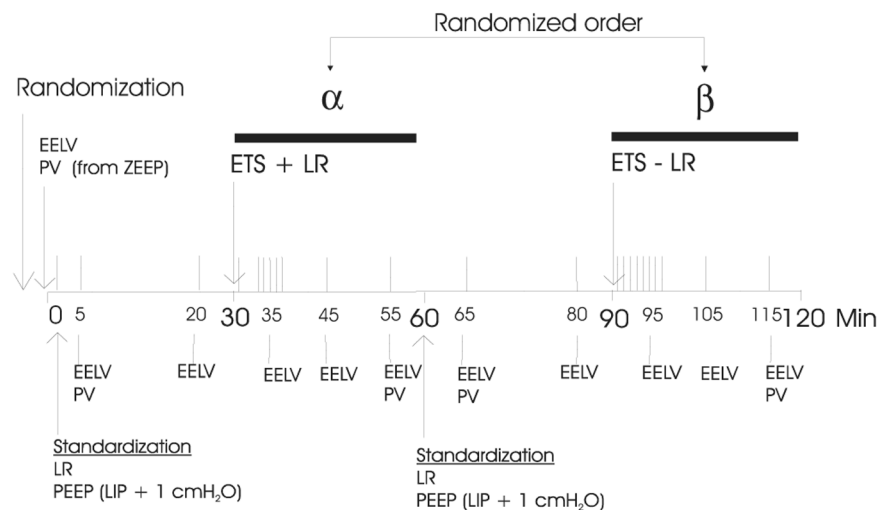 Randomized order
Randomization
α
β
EELV
PV (from ZEEP)
ETS + LR
ETS - LR
0 5 20 30 35 45 55 60 65 80 90 95 105 115 120 Min
EELV
PV
EELV
EELV
EELV
EELV
PV
EELV
PV
EELV
EELV
EELV
EELV
PV
Standardization
LR
PEEP (LIP + 1 cmH₂O)
Standardization
LR
PEEP (LIP + 1 cmH₂O)